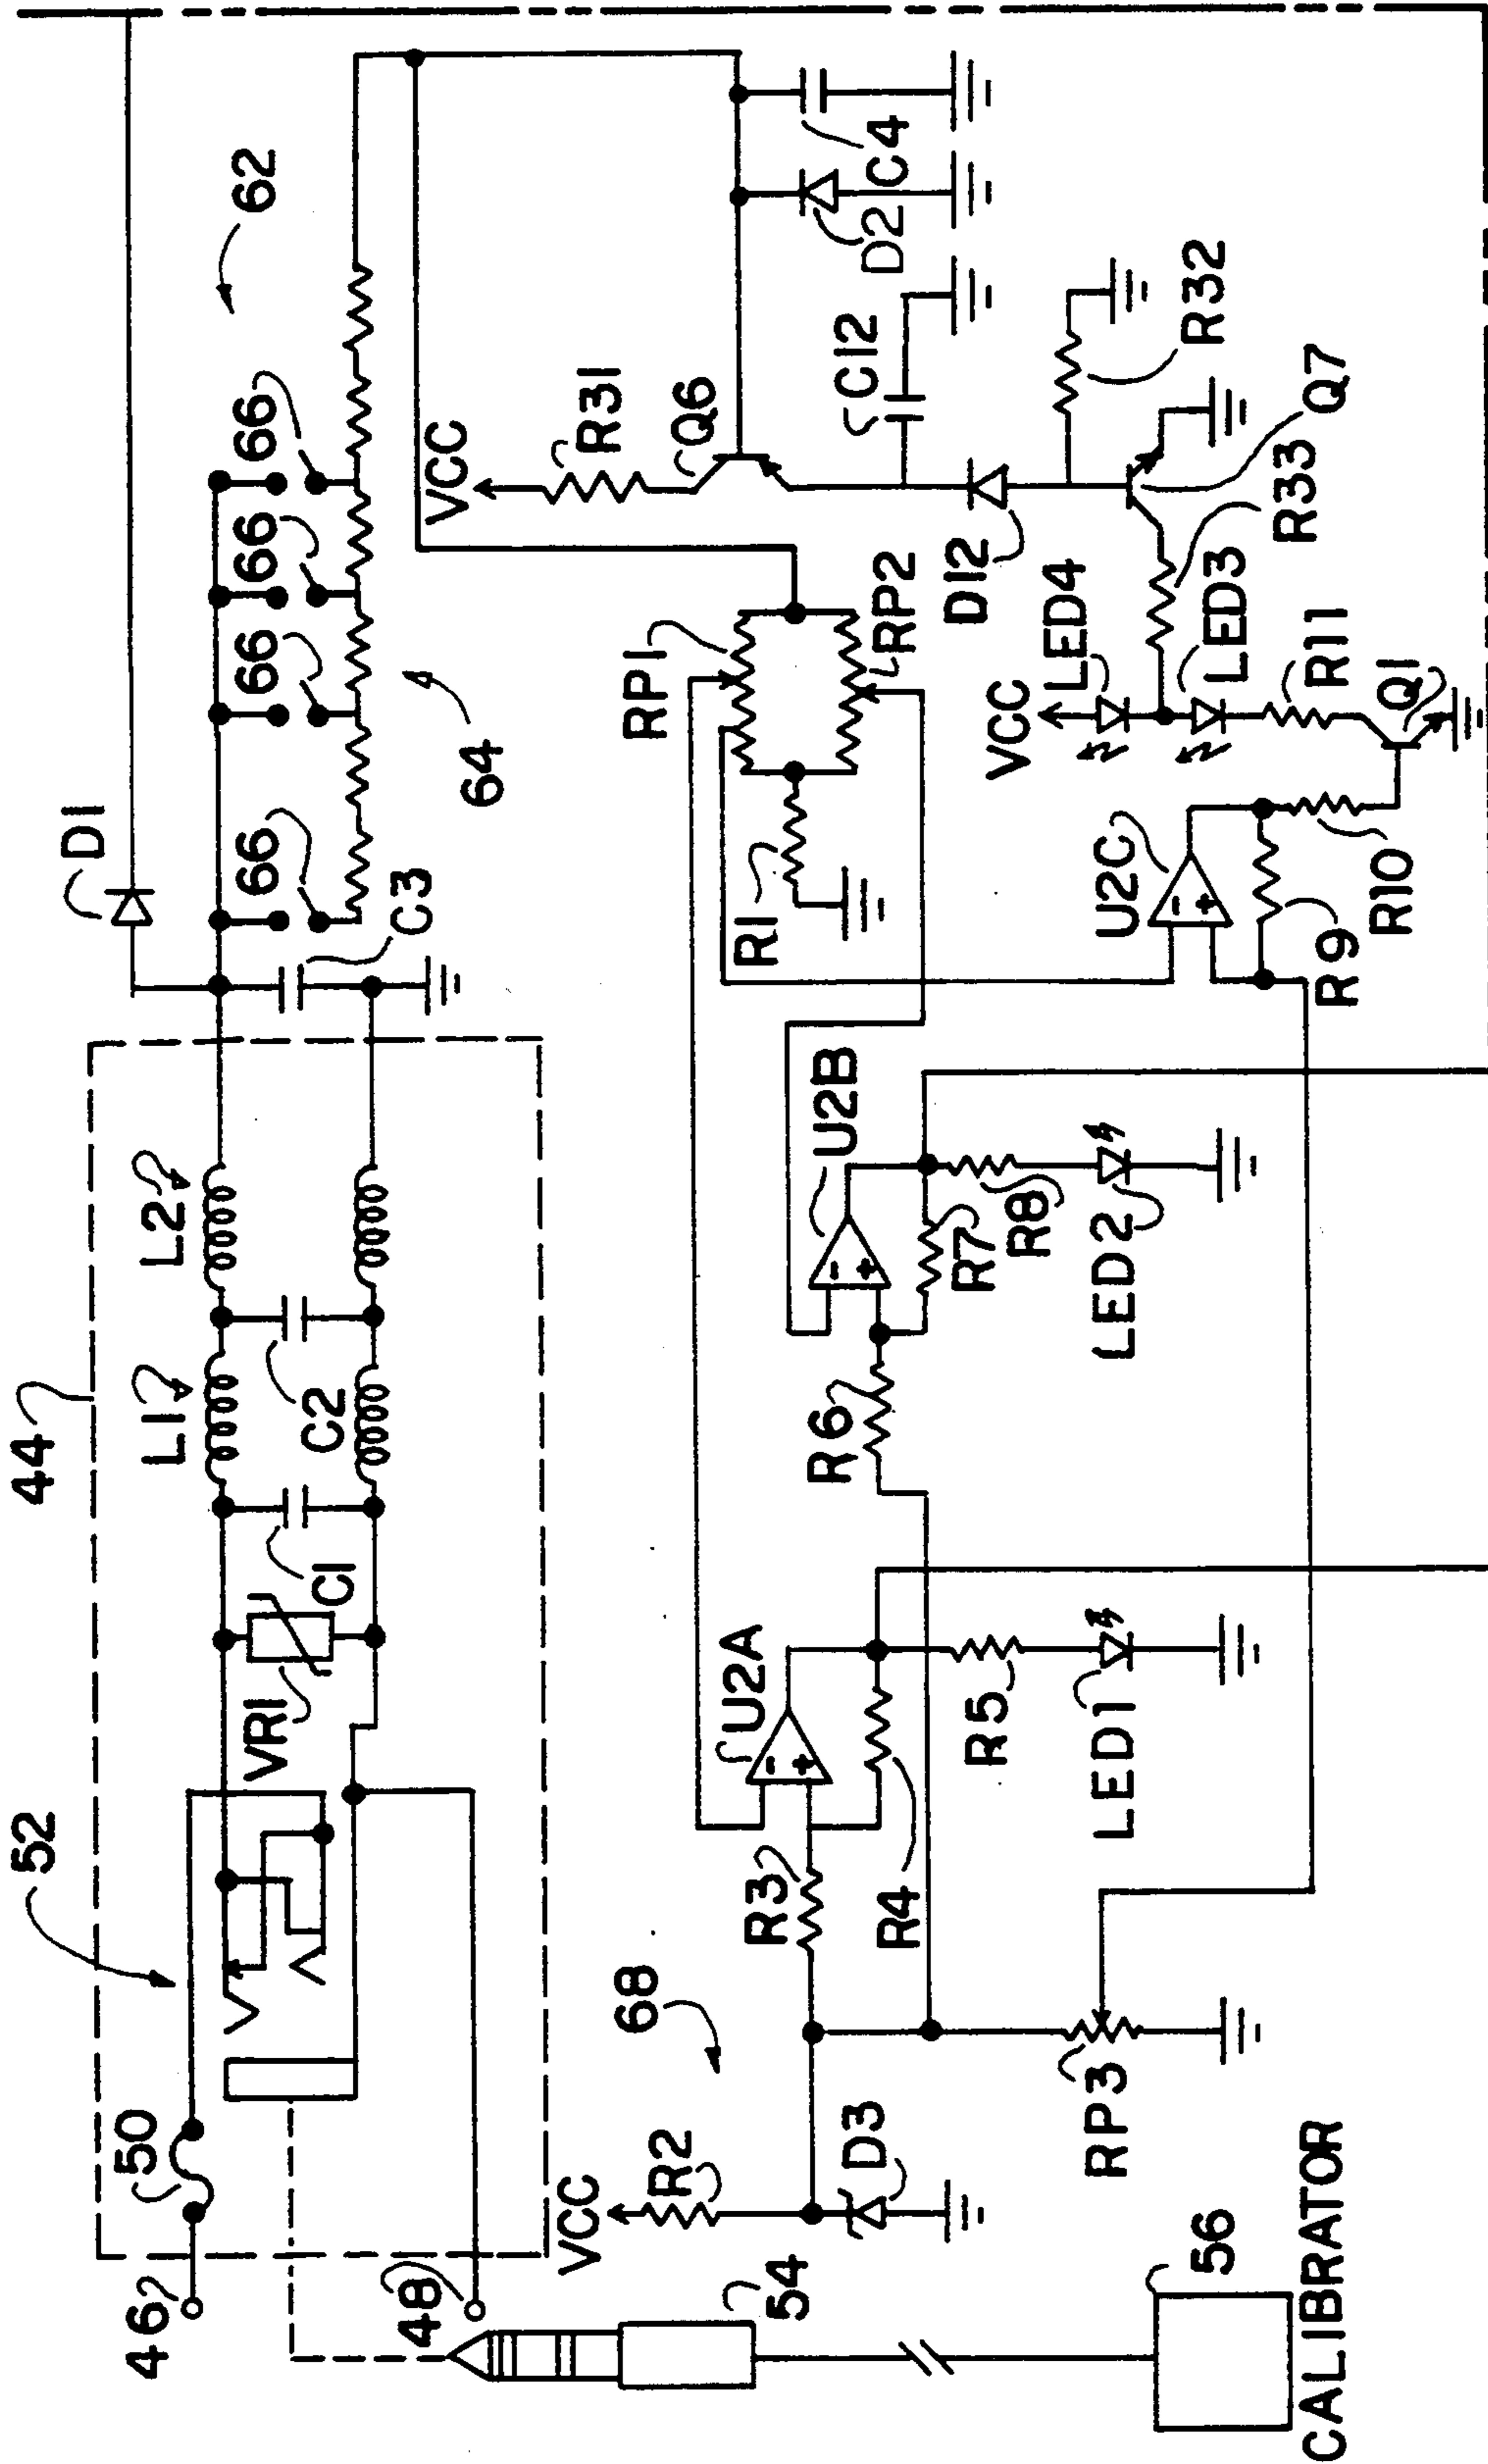 44
52
50
46
48
L1
L2
VR1
C1
C2
C3
D1
62
66
66
66
66
64
VCC
R31
Q6
C4
D2
C12
R32
Q7
R33
D12
LED4
VCC
LED3
R11
Q1
RP1
RP2
R1
U2C
R9
R10
U2B
-
+
-
+
-
+
R7
R8
LED2
R6
U2A
R5
LED1
R3
R4
68
VCC
R2
D3
RP3
54
56
CALIBRATOR